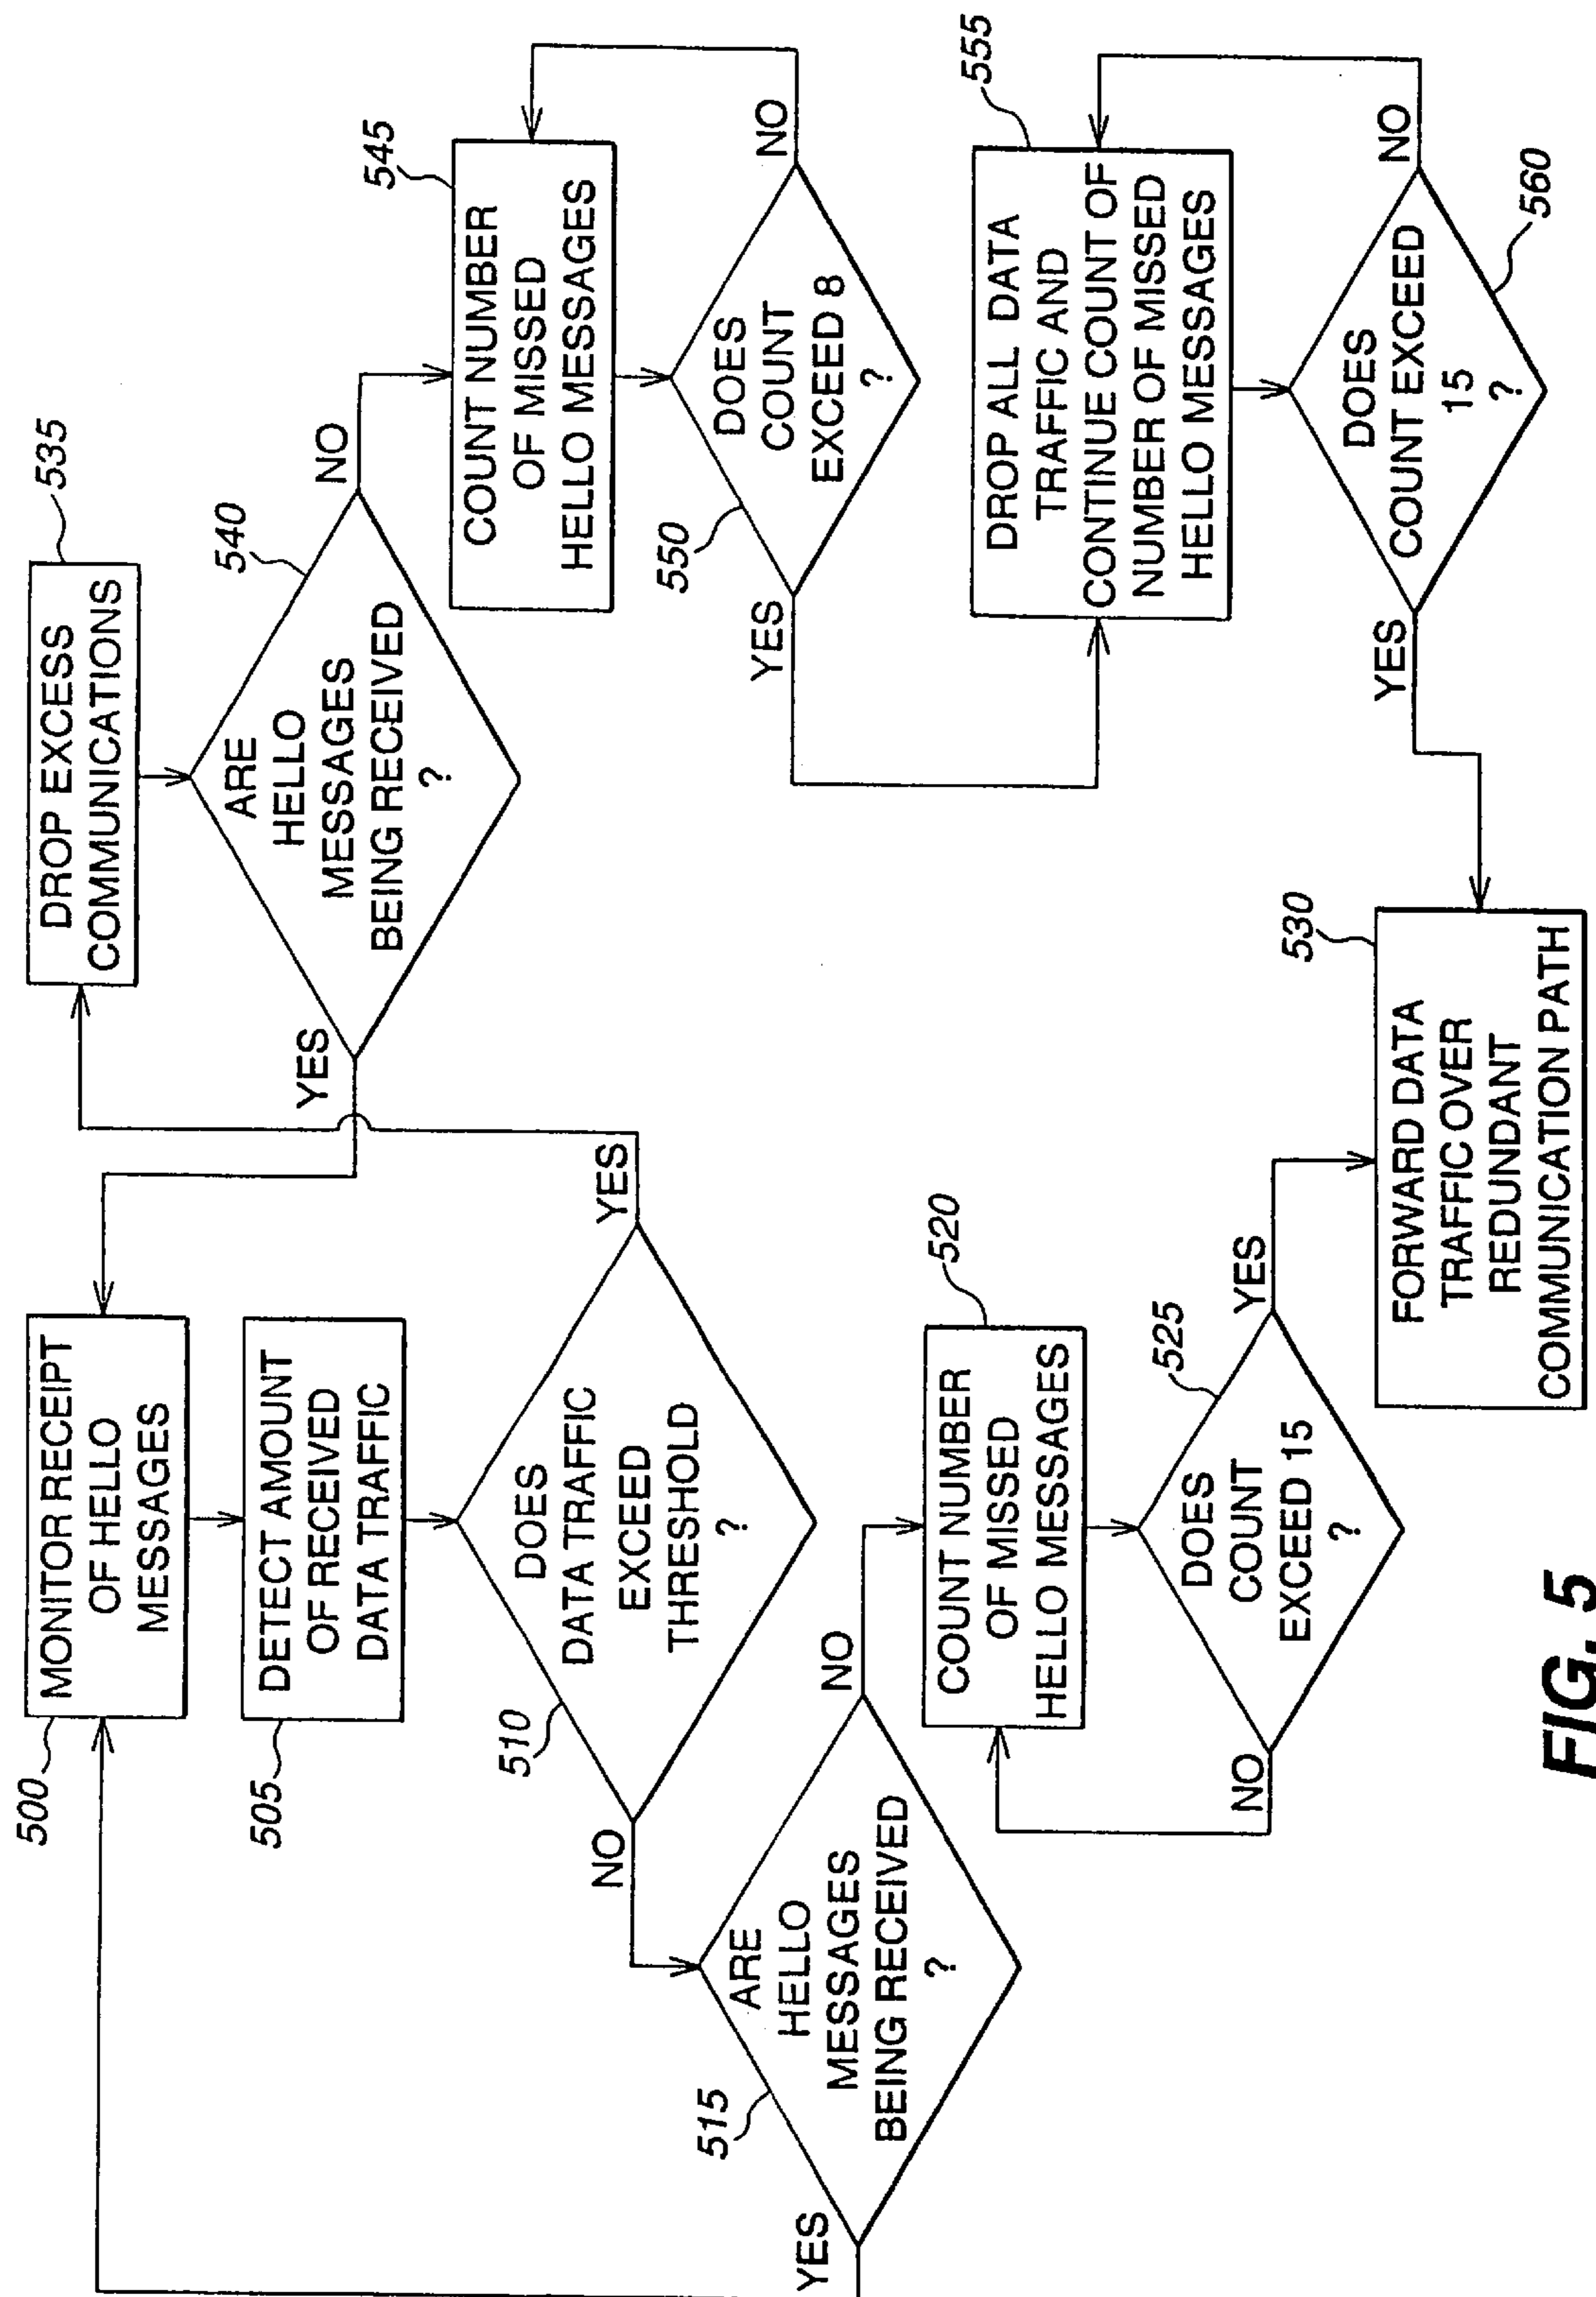 500
MONITOR RECEIPT
OF HELLO
MESSAGES
505
DETECT AMOUNT
OF RECEIVED
DATA TRAFFIC
510
DOES
DATA TRAFFIC
EXCEED
THRESHOLD
?
NO
YES
515
ARE
HELLO
MESSAGES
BEING RECEIVED
?
YES
NO
520
COUNT NUMBER
OF MISSED
HELLO MESSAGES
525
DOES
COUNT
EXCEED 15
?
NO
YES
530
FORWARD DATA
TRAFFIC OVER
REDUNDANT
COMMUNICATION PATH
535
DROP EXCESS
COMMUNICATIONS
540
ARE
HELLO
MESSAGES
BEING RECEIVED
?
YES
NO
545
COUNT NUMBER
OF MISSED
HELLO MESSAGES
550
DOES
COUNT
EXCEED 8
?
YES
NO
555
DROP ALL DATA
TRAFFIC AND
CONTINUE COUNT OF
NUMBER OF MISSED
HELLO MESSAGES
560
DOES
COUNT EXCEED
15
?
YES
NO
FIG. 5